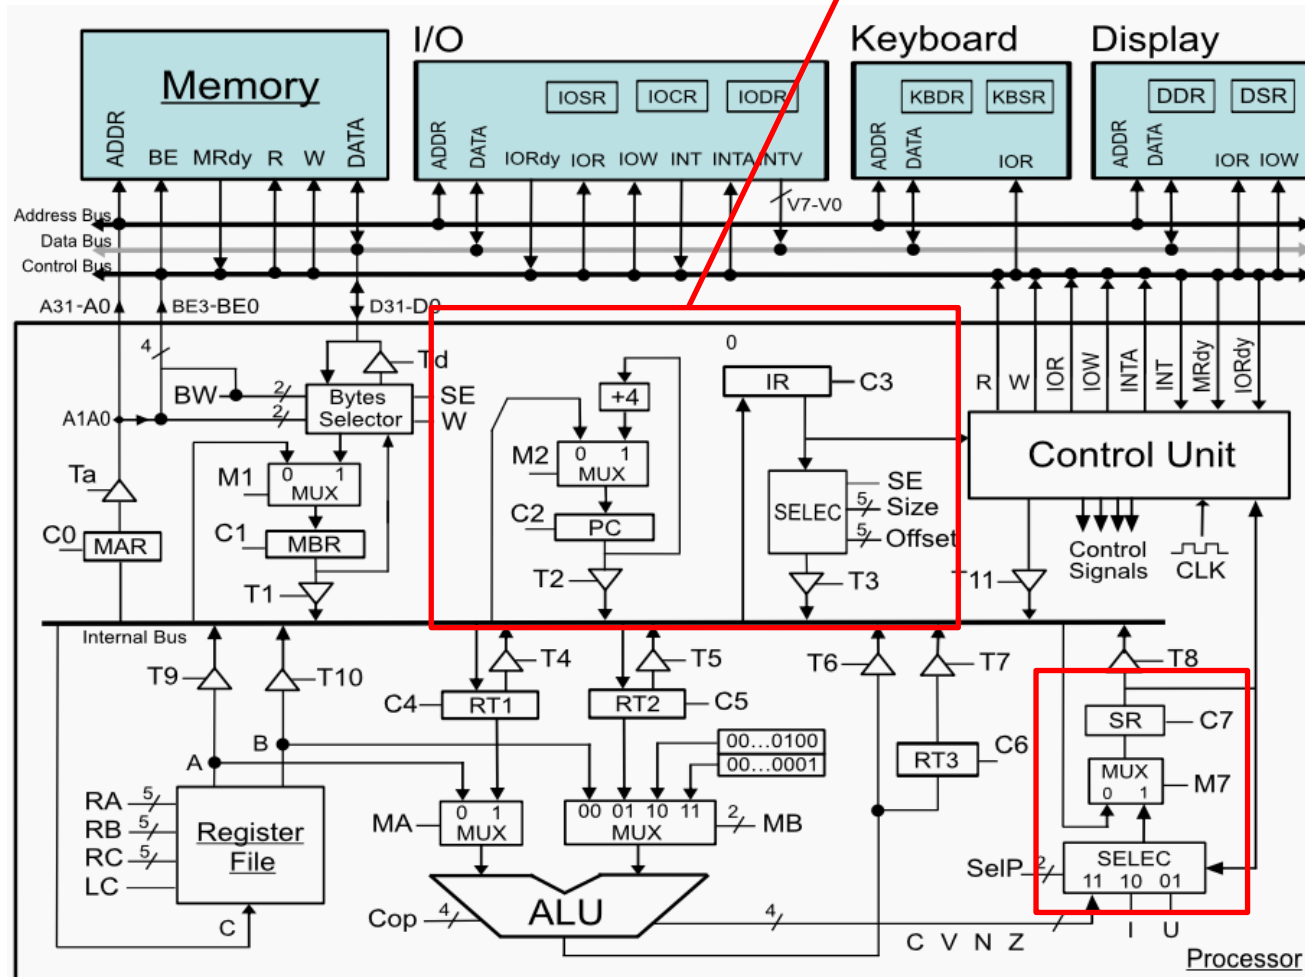 I/O Keyboard Display
Memory
IOSR IOCR IODR
KBDR KBSR
DDR DSR
ADDR BE MRdy R W DATA
ADDR DATA IORdy IOR IOW INT INTA INTV
ADDR DATA IOR
ADDR DATA IOR IOW
V7-V0
Address Bus
Data Bus
Control Bus
A31-A0 BE3-BE0 D31-D0
4 Td
BW 2 Bytes Selector SE
A1A0 2 W
0
IR C3
+4
R W IOR IOW INTA INT MRdy IORdy
Control Unit
M1 0 1 MUX
M2 0 1 MUX
SELEC SE
5 Size
5 Offset
Ta
C0 MAR
C1 MBR
C2 PC
T1 T2 T3
Control Signals
CLK
T11
Internal Bus
T9 T10 T4 T5 T6 T7 T8
C4 RT1 RT2 C5
SR C7
A B
00...0100
00...0001
RT3 C6
MUX 0 1 M7
RA 5
RB 5
RC 5
LC
Register File
C
MA 0 1 MUX
00 01 10 11 MUX 2 MB
SelP 2 SELEC
11 10 01
Cop 4 ALU 4
C V N Z I U
Processor